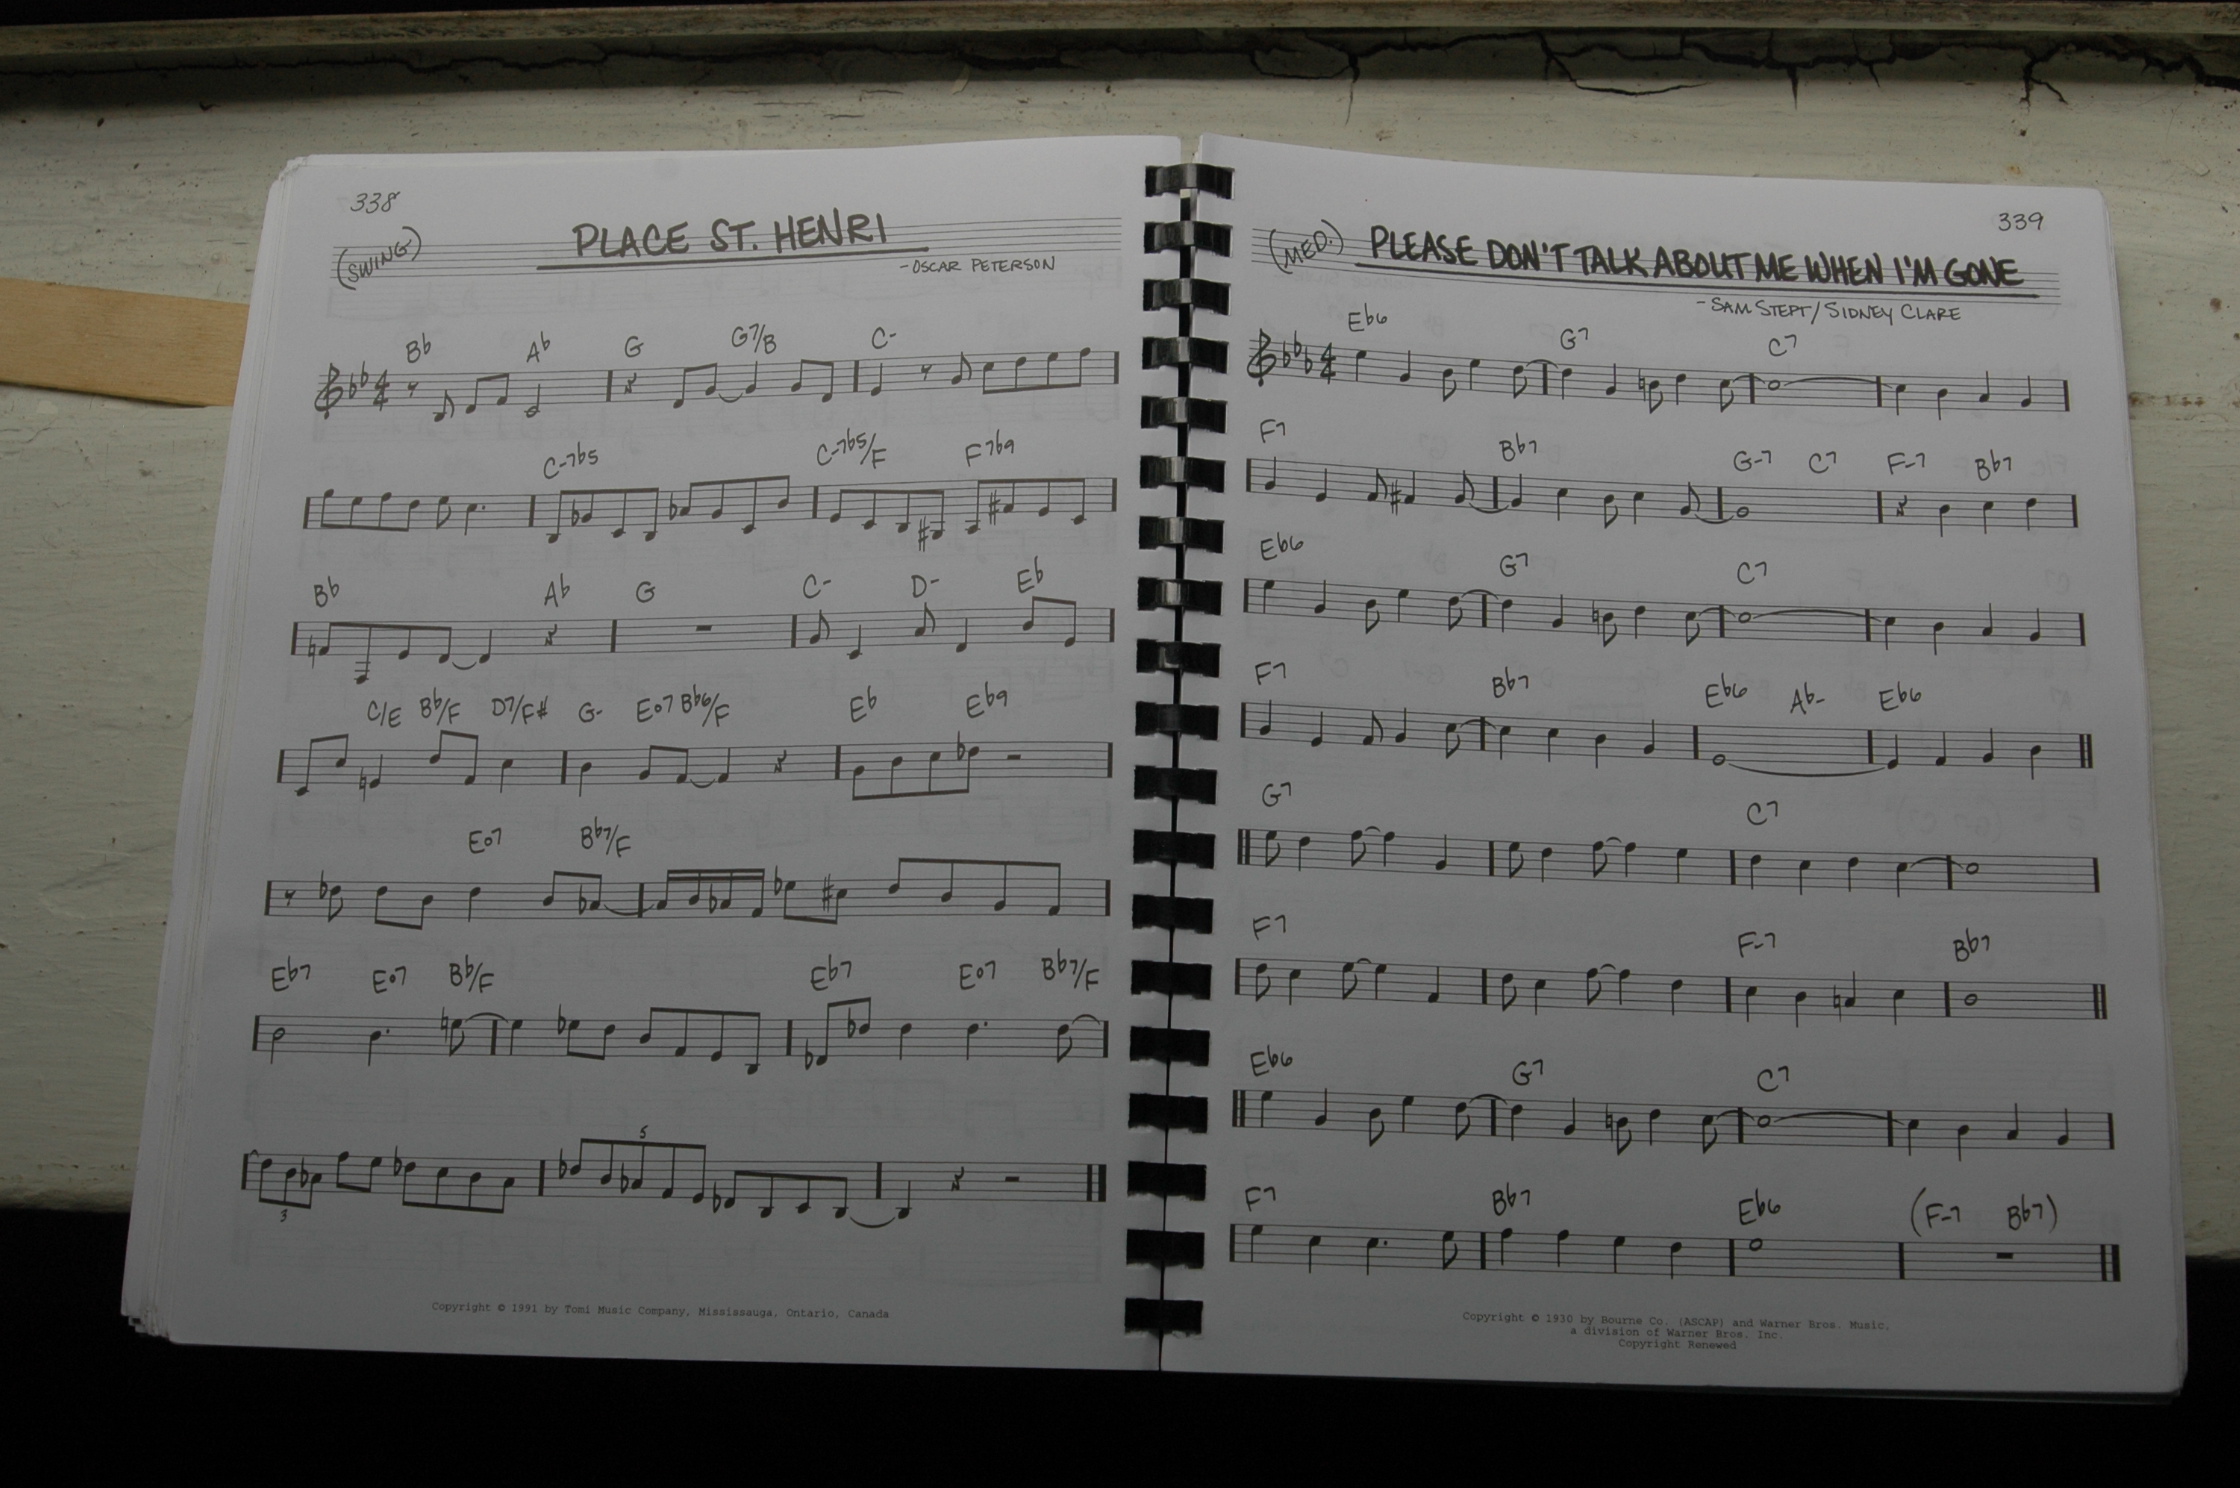 338
(SWING)
PLACE ST. HENRI
-OSCAR PETERSON
Bb Ab G G7/B C-
C-7b5 C-7b5/F F7b9
Bb Ab G C- D- Eb
C/E Bb/F D7/F# G- Eo7 Bb6/F Eb Eb9
Eo7 Bb7/F
Eb7 Eo7 Bb/F Eb7 Eo7 Bb7/F
5
3
Copyright © 1991 by Tomi Music Company, Mississauga, Ontario, Canada
339
(MED.)
PLEASE DON'T TALK ABOUT ME WHEN I'M GONE
-SAM STEPT/SIDNEY CLARE
Eb6 G7 C7
F7 Bb7 G-7 C7 F-7 Bb7
Eb6 G7 C7
F7 Bb7 Eb6 Ab- Eb6
G7 C7
F7 F-7 Bb7
Eb6 G7 C7
F7 Bb7 Eb6 (F-7 Bb7)
Copyright © 1930 by Bourne Co. (ASCAP) and Warner Bros. Music,
a division of Warner Bros. Inc.
Copyright Renewed